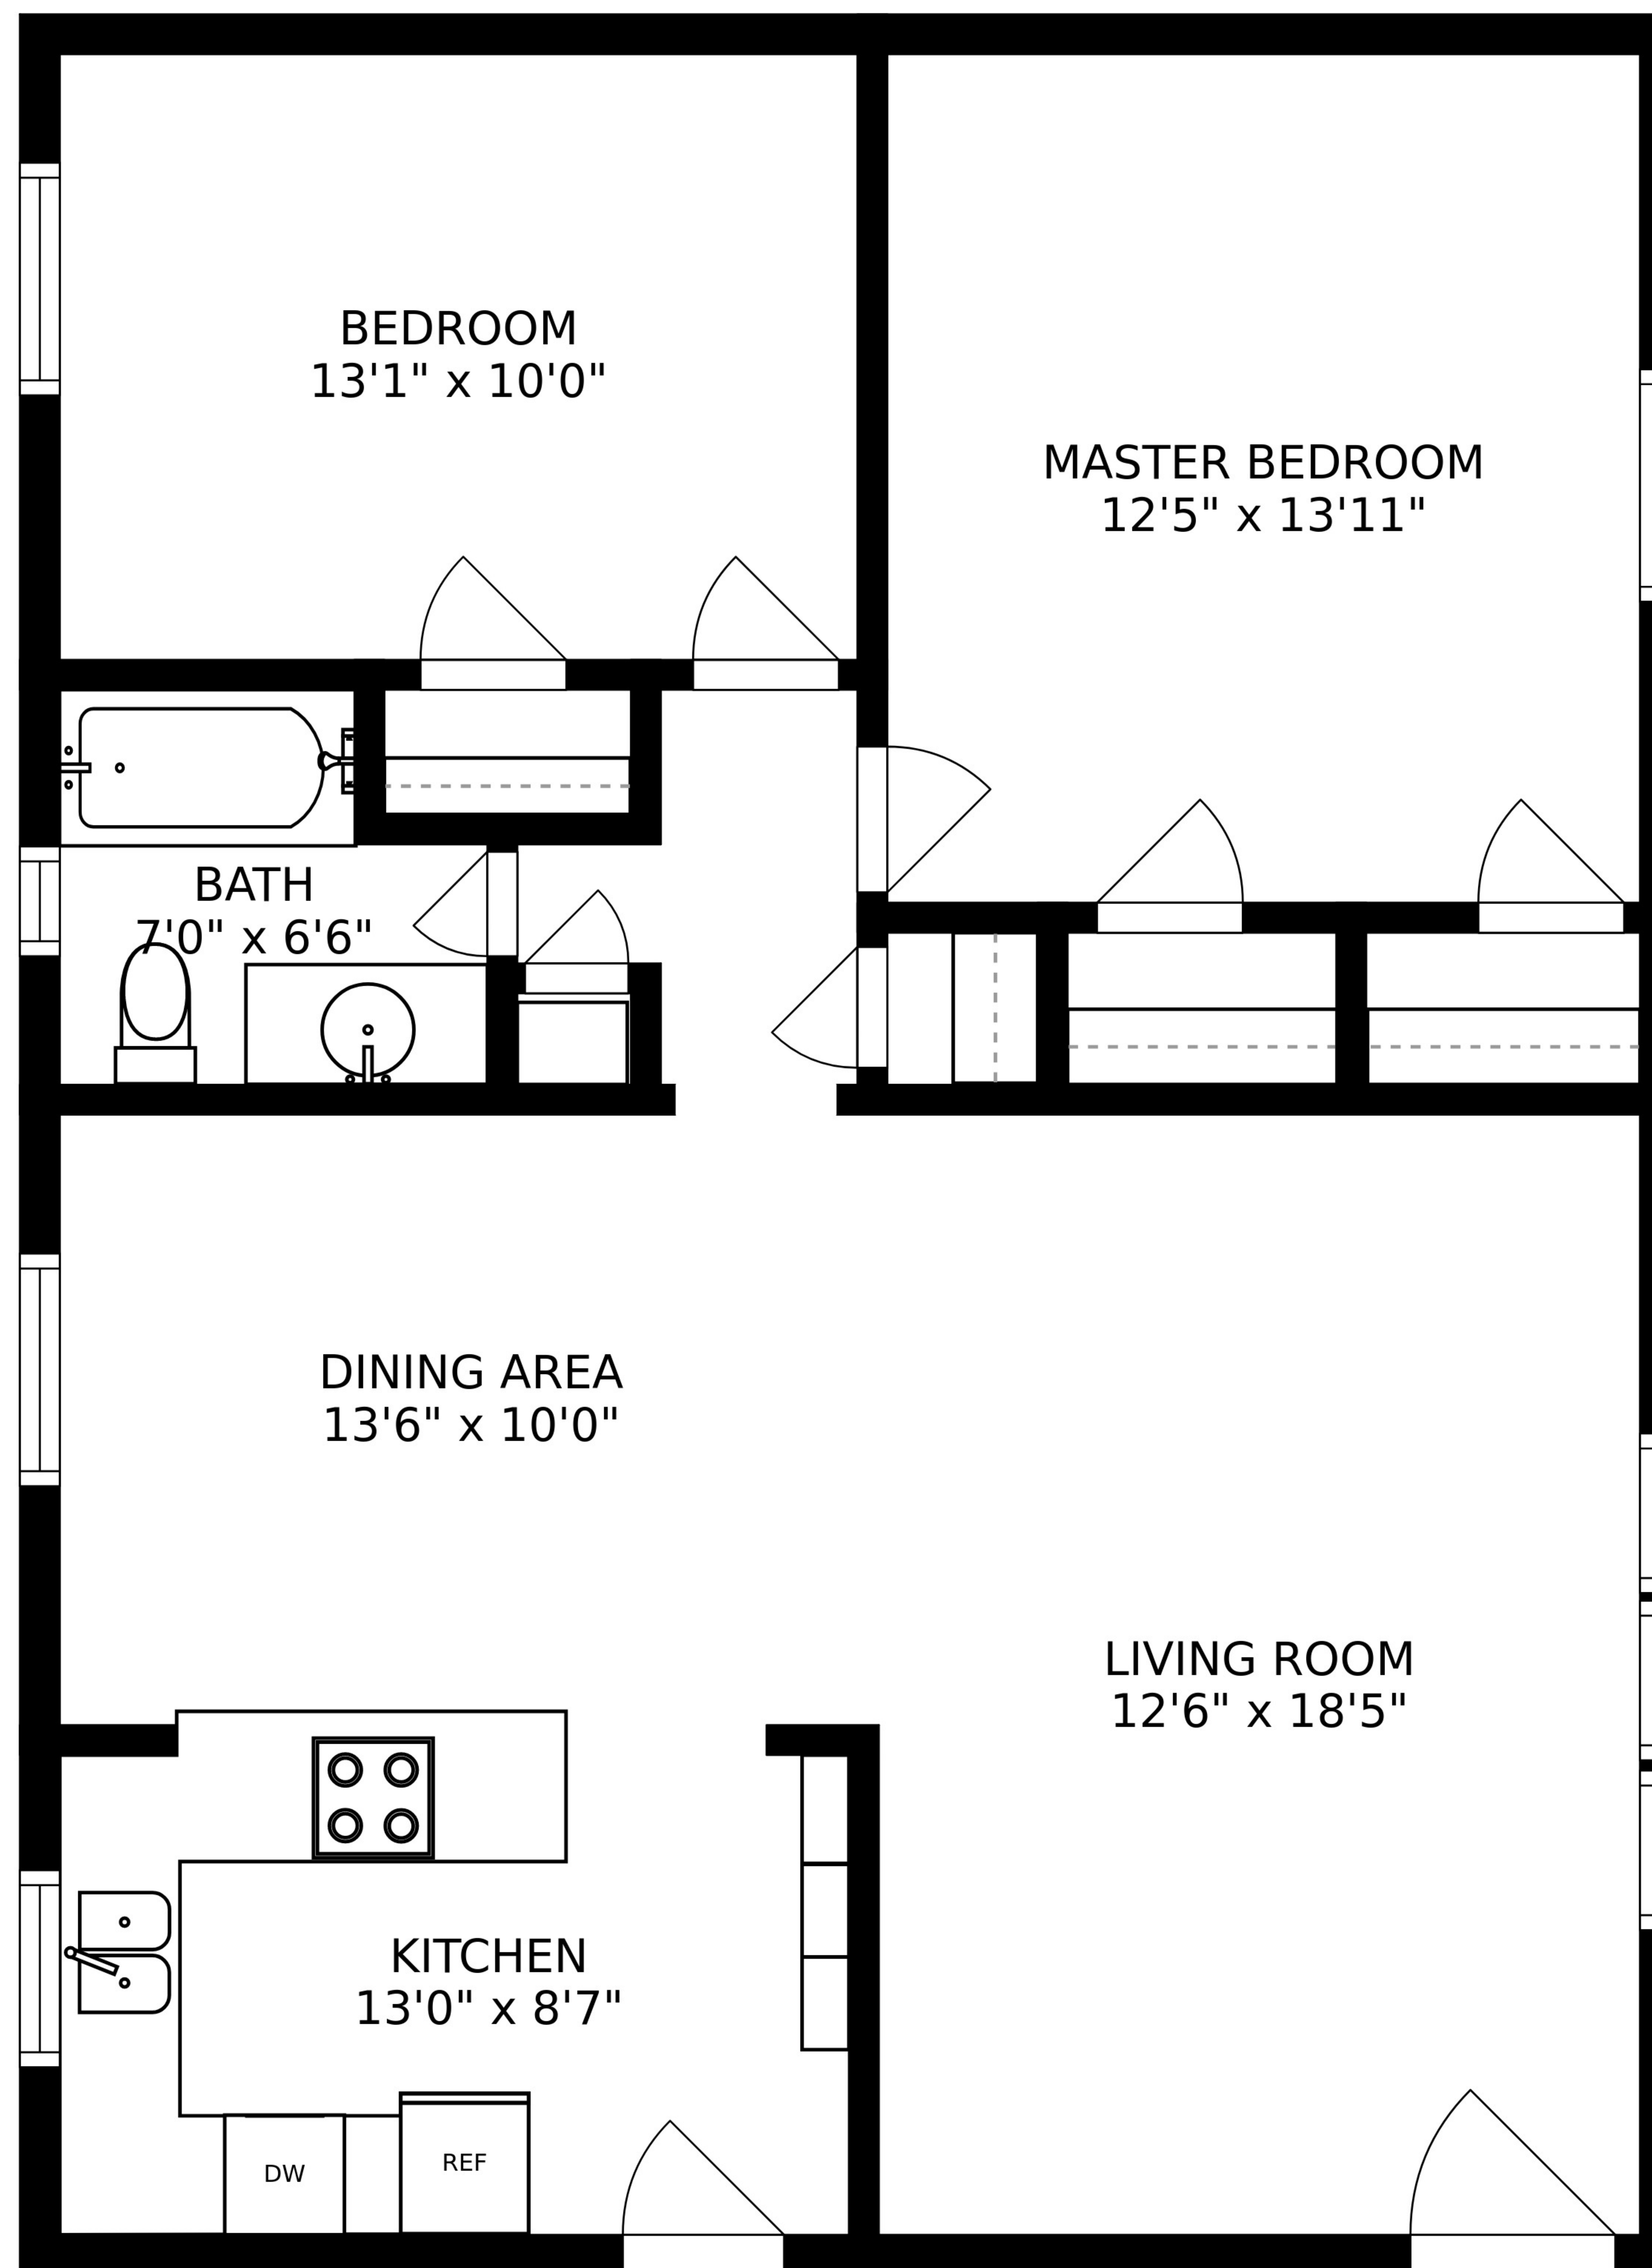 BEDROOM
13'1" x 10'0"
MASTER BEDROOM
12'5" x 13'11"
BATH
7'0" x 6'6"
DINING AREA
13'6" x 10'0"
LIVING ROOM
12'6" x 18'5"
KITCHEN
13'0" x 8'7"
DW
REF